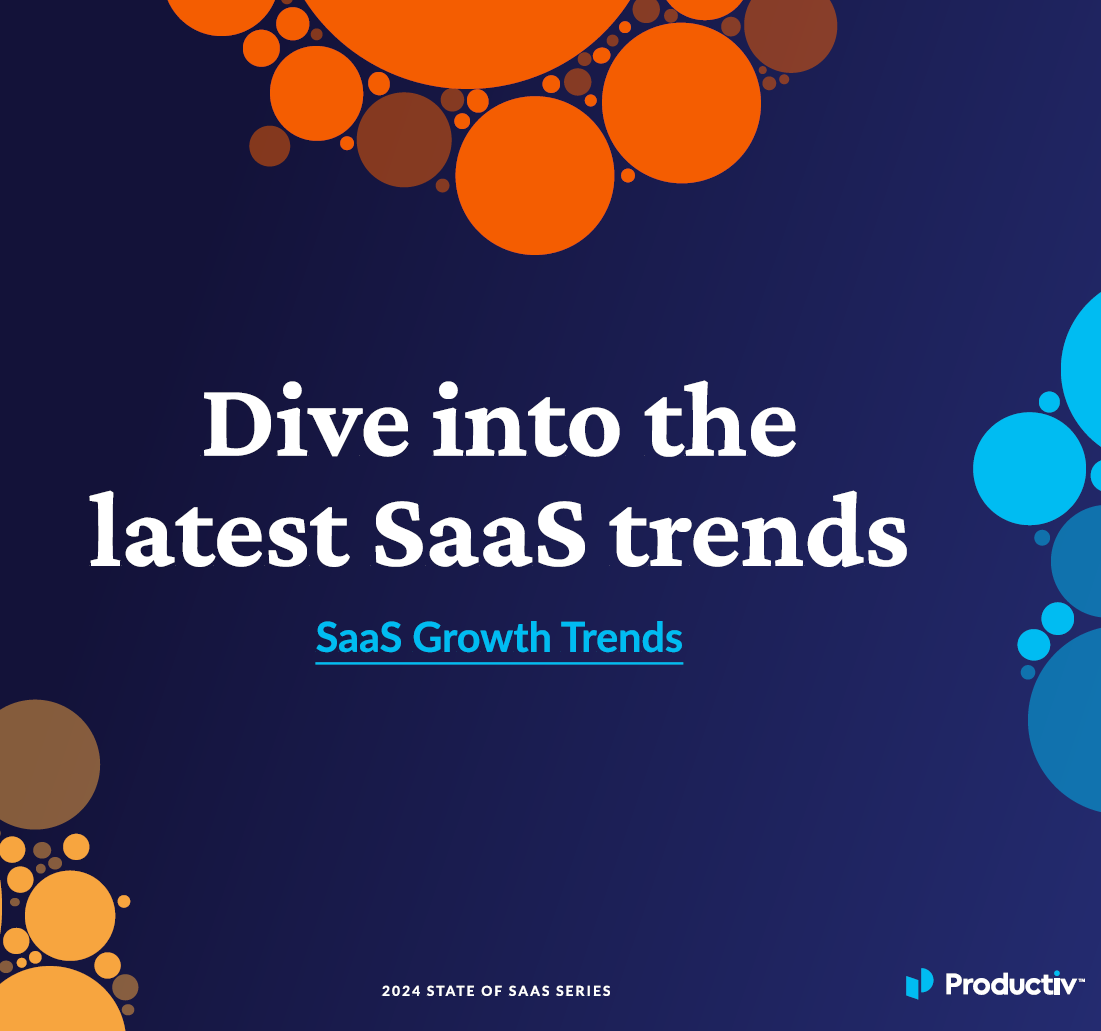 Dive into the
latest SaaS trends
SaaS Growth Trends
2024 STATE OF SAAS SERIES
Productiv™